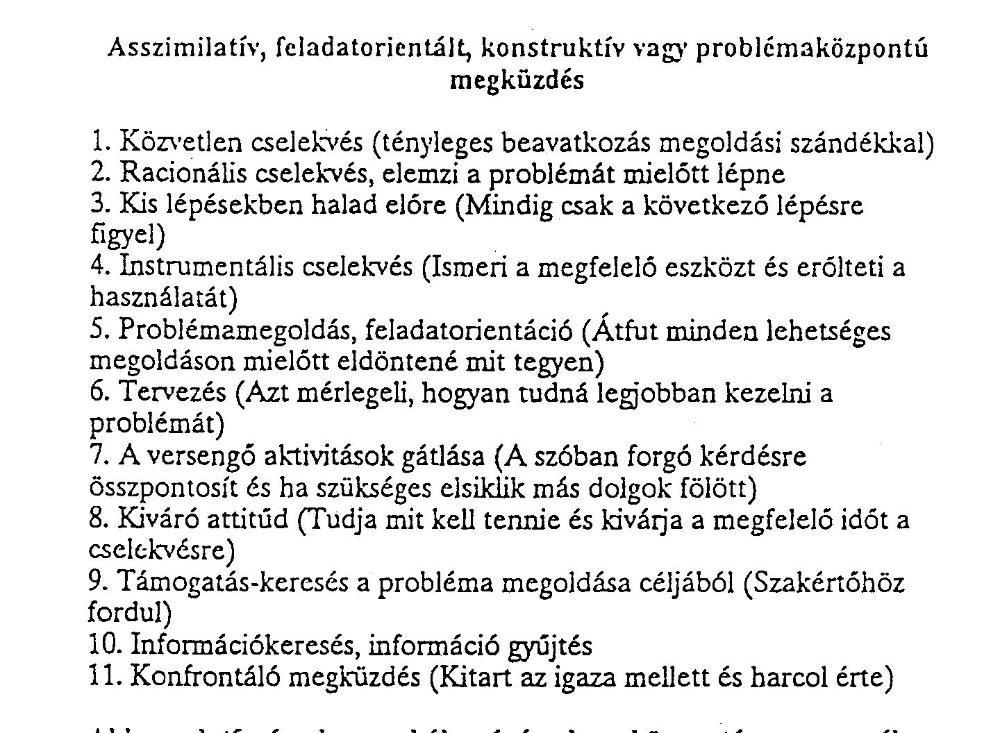 Asszimilatív, feladatorientált, konstruktív vagy problémaközpontú
megküzdés
1. Közvetlen cselekvés (tényleges beavatkozás megoldási szándékkal)
2. Racionális cselekvés, elemzi a problémát mielőtt lépne
3. Kis lépésekben halad előre (Mindig csak a következő lépésre
figyel)
4. Instrumentális cselekvés (Ismeri a megfelelő eszközt és erőlteti a
használatát)
5. Problémamegoldás, feladatorientáció (Átfut minden lehetséges
megoldáson mielőtt eldöntené mit tegyen)
6. Tervezés (Azt mérlegeli, hogyan tudná legjobban kezelni a
problémát)
7. A versengő aktivitások gátlása (A szóban forgó kérdésre
összpontosít és ha szükséges elsiklik más dolgok fölött)
8. Kiváró attitűd (Tudja mit kell tennie és kivárja a megfelelő időt a
cselekvésre)
9. Támogatás-keresés a probléma megoldása céljából (Szakértőhöz
fordul)
10. Információkeresés, információ gyűjtés
11. Konfrontáló megküzdés (Kitart az igaza mellett és harcol érte)